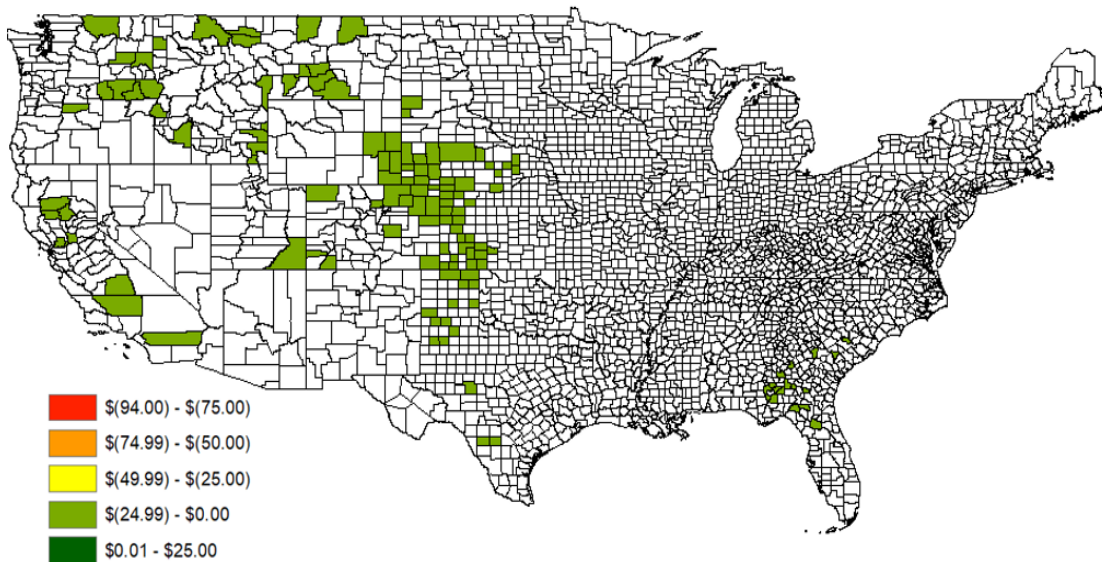 $(94.00) - $(75.00)
$(74.99) - $(50.00)
$(49.99) - $(25.00)
$(24.99) - $0.00
$0.01 - $25.00